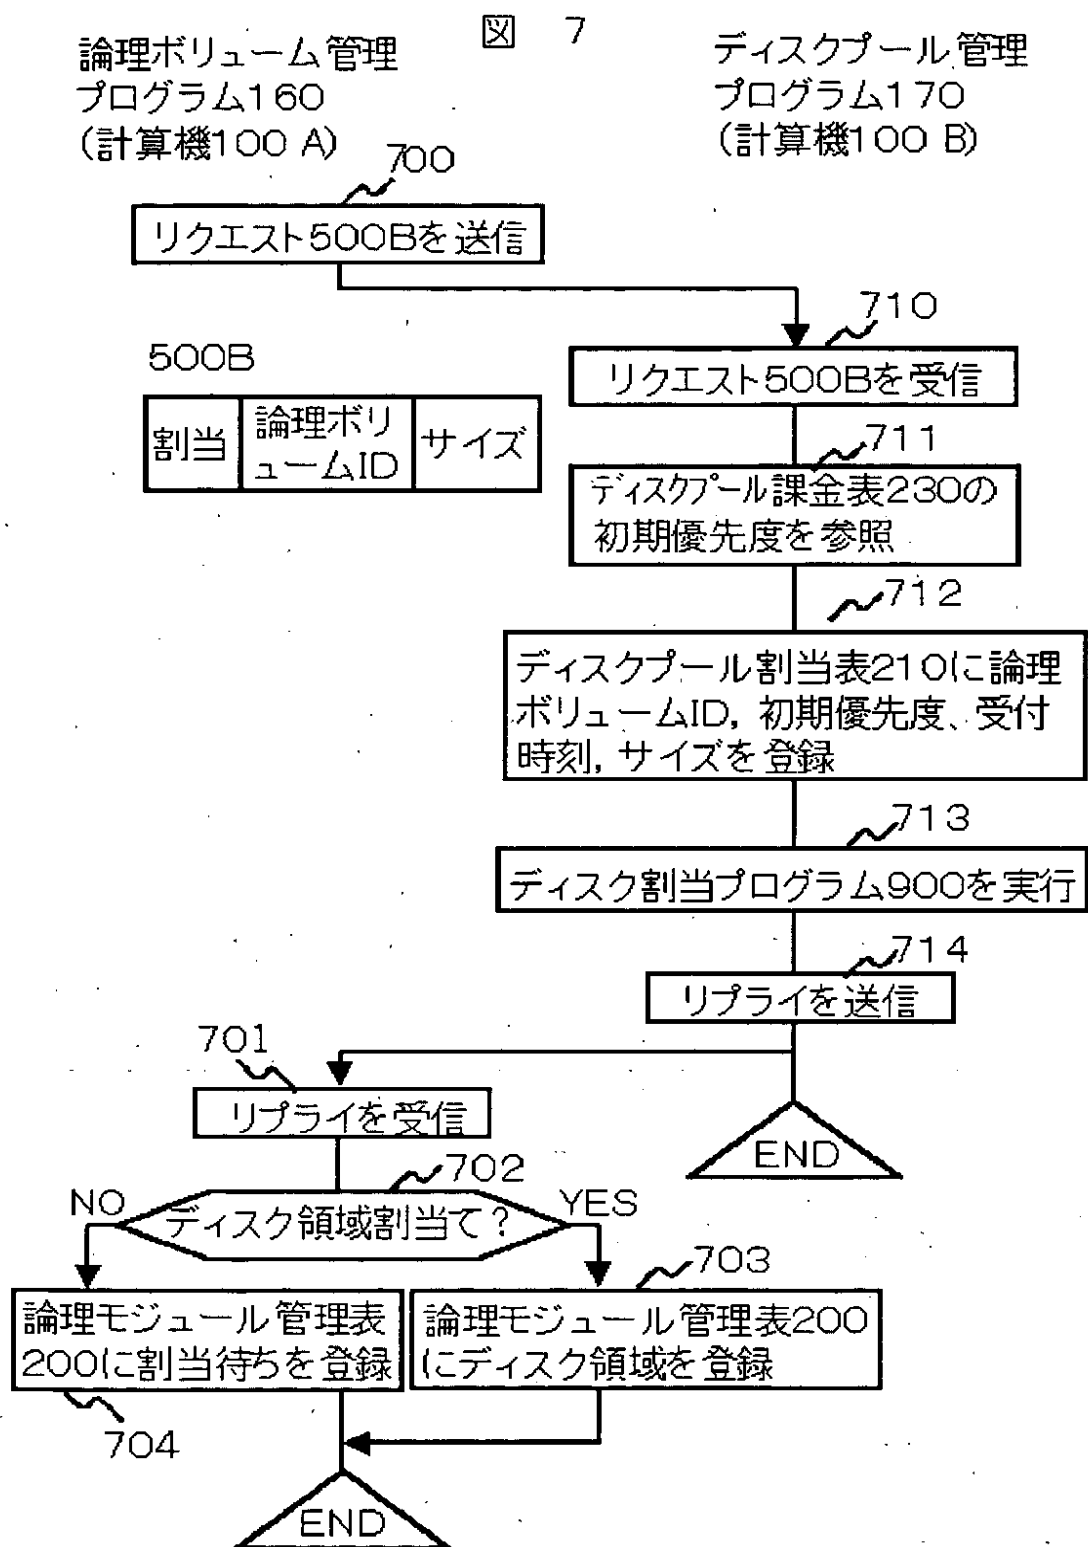 図 7
論理ボリューム管理
プログラム160
(計算機100 A)
ディスクプール管理
プログラム170
(計算機100 B)
700
リクエスト500Bを送信
710
リクエスト500Bを受信
500B
割当
論理ボリ
ュームID
サイズ
711
ディスクプール課金表230の
初期優先度を参照
712
ディスクプール割当表210に論理
ボリュームID, 初期優先度、受付
時刻, サイズを登録
713
ディスク割当プログラム900を実行
714
リプライを送信
701
リプライを受信
END
702
NO
ディスク領域割当て?
YES
703
論理モジュール管理表
200に割当待ちを登録
論理モジュール管理表200
にディスク領域を登録
704
END